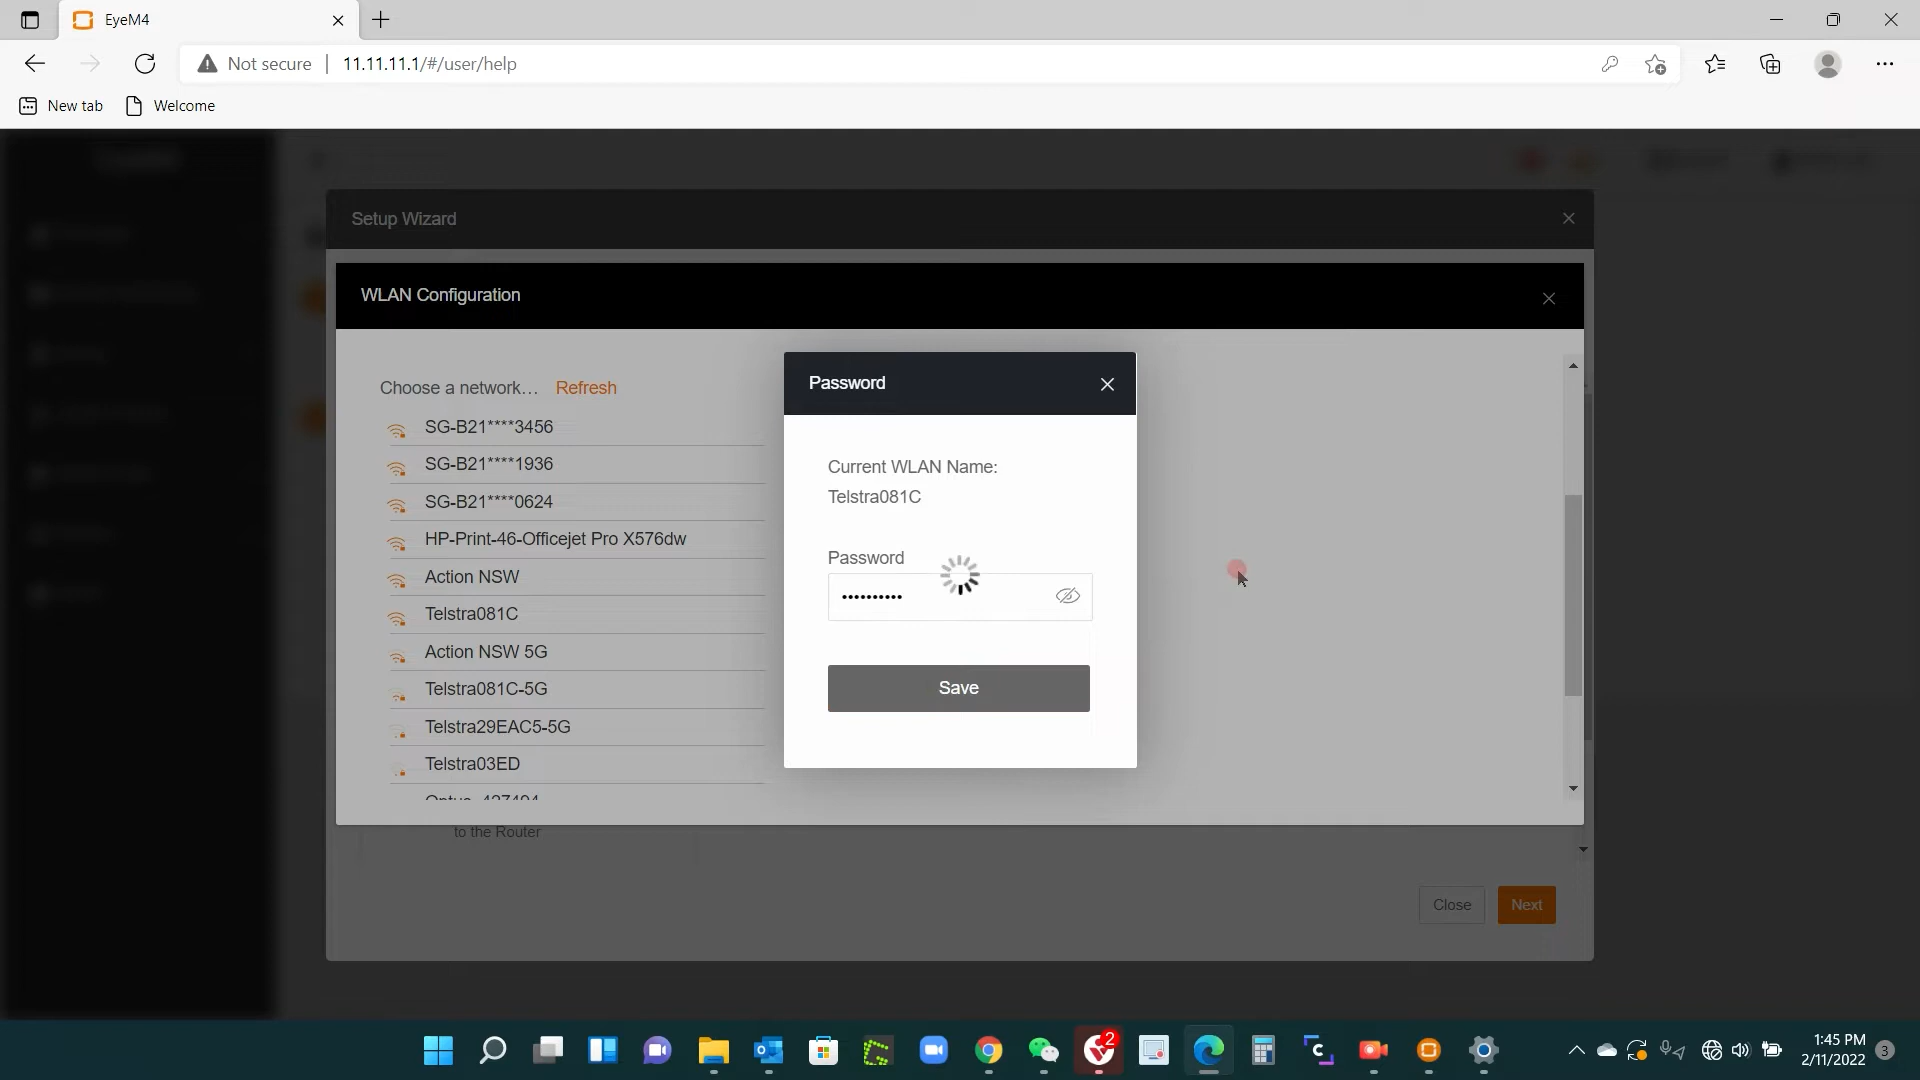 EyeM4
Not secure
11.11.11.1/#/user/help
New tab
Welcome
Setup Wizard
WLAN Configuration
Choose a network... Refresh
SG-B21****3456
SG-B21****1936
SG-B21****0624
HP-Print-46-Officejet Pro X576dw
Action NSW
Telstra081C
Action NSW 5G
Telstra081C-5G
Telstra29EAC5-5G
Telstra03ED
Password
Current WLAN Name:
Telstra081C
Password
••••••••••
Save
to the Router
Close
Next
2
1:45 PM
2/11/2022
3